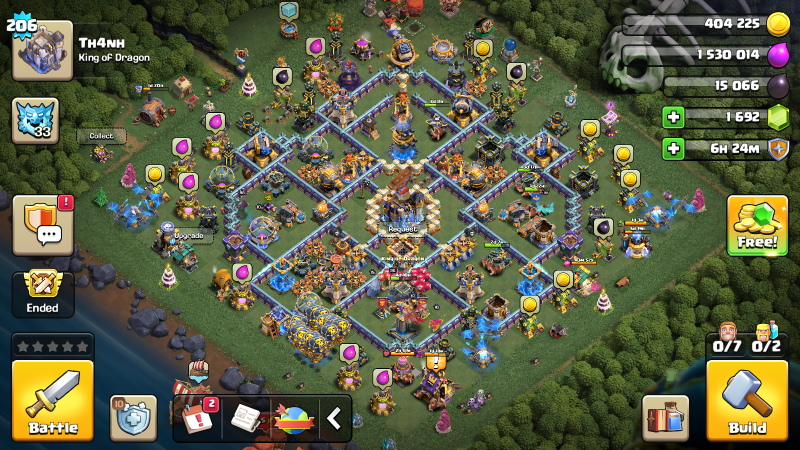 206
Th4nh
King of Dragon
404 225
1 530 014
15 066
1 692
6H 24M
33
Collect
Upgrade
Request
Free!
Ended
0/7
0/2
Battle
10
2
Build